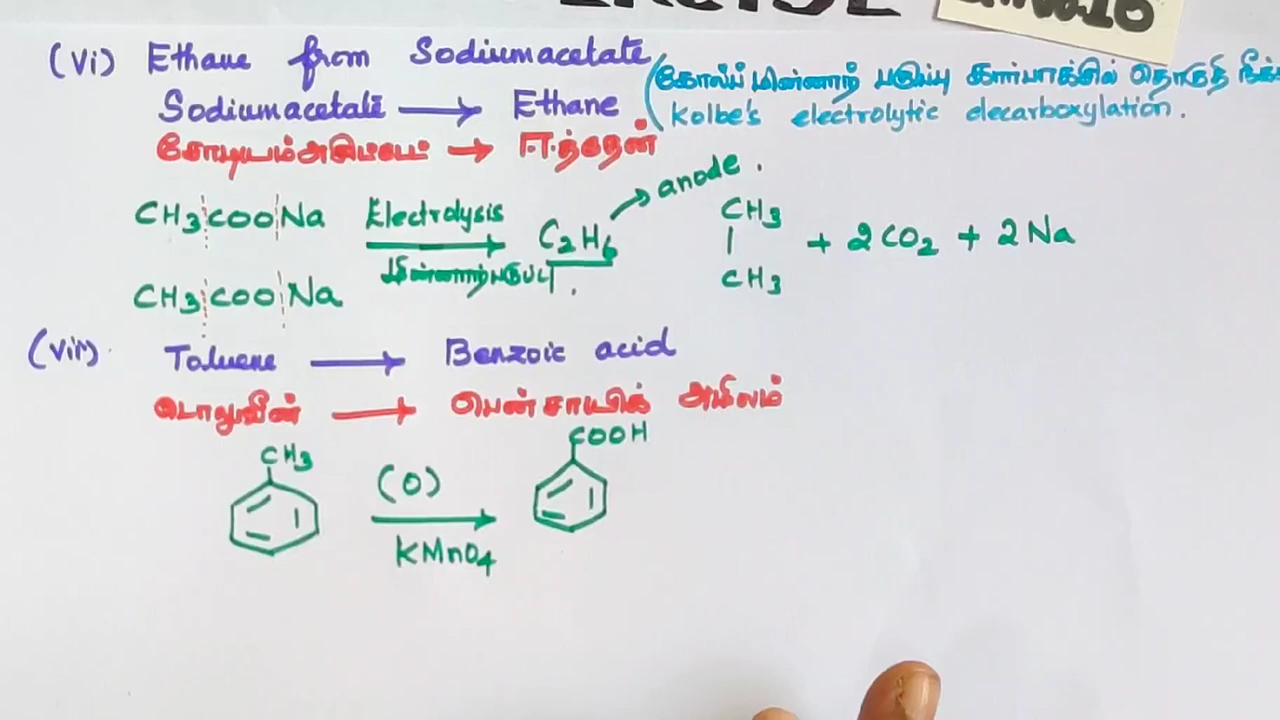 (vi) Ethane from Sodiumacetate
Sodiumacetate → Ethane
(கோல்ப் மின்னாற் பகுப்பு கார்பாக்சில் தொகுதி நீக்
Kolbe's electrolytic decarboxylation.
சோடியம் அசிட்டேட் → ஈத்தேன்
CH3COONa
CH3COONa
Electrolysis
மின்னாற்பகுப்பு
C2H6 → anode.
CH3
|
CH3
+ 2CO2 + 2Na
Toluene → Benzoic acid
டொலுவீன் → பென்சாயிக் அமிலம்
CH3
(O)
KMnO4
COOH